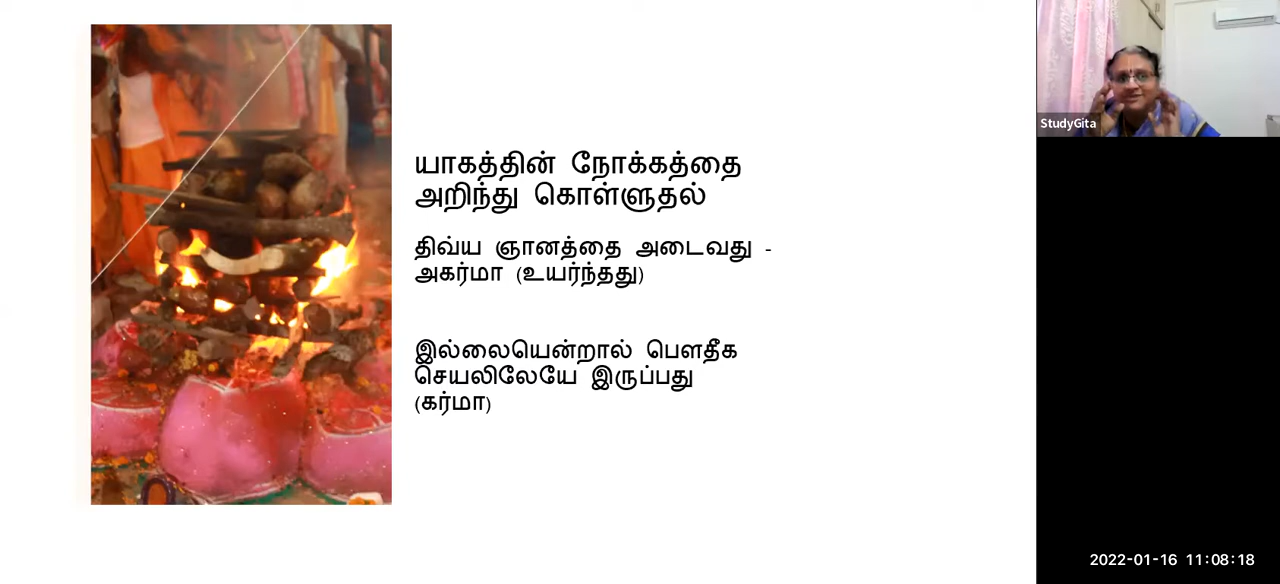 யாகத்தின் நோக்கத்தை
அறிந்து கொள்ளுதல்
திவ்ய ஞானத்தை அடைவது -
அகர்மா (உயர்ந்தது)
இல்லையென்றால் பௌதீக
செயலிலேயே இருப்பது
(கர்மா)
StudyGita
2022-01-16 11:08:18